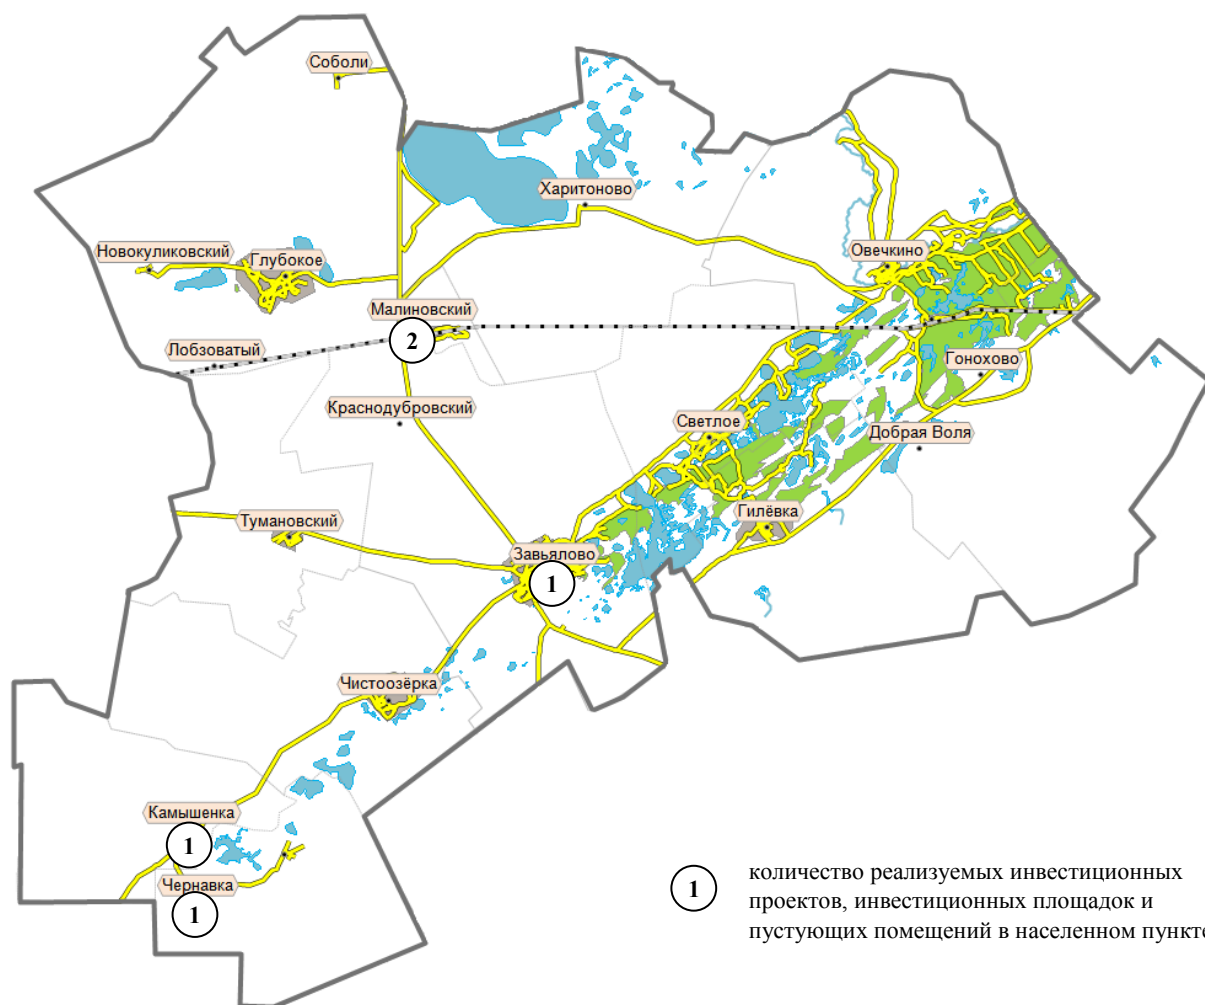 Соболи
Харитоново
Новокуликовский
Глубокое
Овечкино
Малиновский
2
Лобзоватый
Гонохово
Краснодубровский
Светлое
Добрая Воля
Тумановский
Гилёвка
Завьялово
1
Чистоозёрка
Камышенка
1
Чернавка
1
1
количество реализуемых инвестиционных
проектов, инвестиционных площадок и
пустующих помещений в населенном пункте